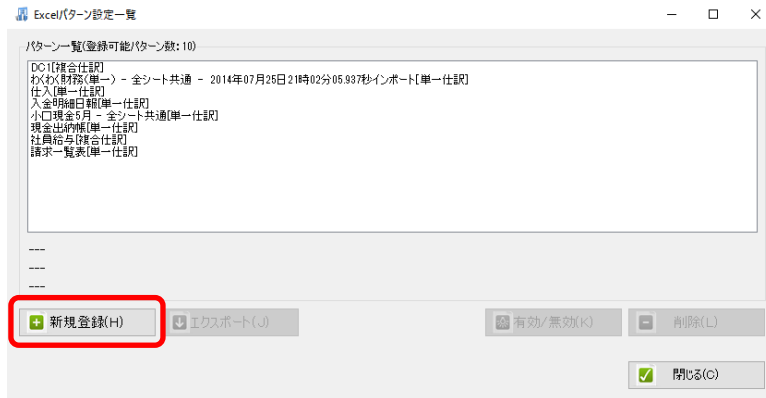 Excelパターン設定一覧
パターン一覧(登録可能パターン数：10)
DC1[複合仕訳]
わくわく財務(単一) - 全シート共通 - 2014年07月25日21時02分05.937秒インポート[単一仕訳]
仕入[単一仕訳]
入金明細日報[単一仕訳]
小口現金5月 - 全シート共通[単一仕訳]
現金出納帳[単一仕訳]
社員給与[複合仕訳]
請求一覧表[単一仕訳]
---
---
---
新規登録(H)
エクスポート(J)
有効/無効(K)
削除(L)
閉じる(O)